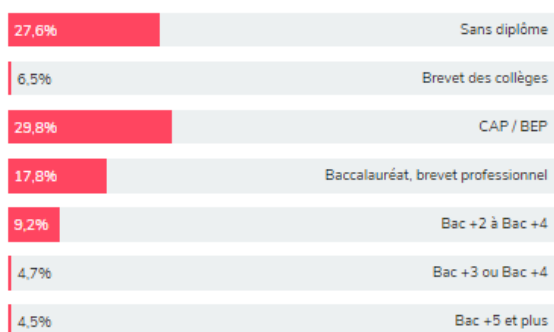 27,6% Sans diplôme
6,5% Brevet des collèges
29,8% CAP / BEP
17,8% Baccalauréat, brevet professionnel
9,2% Bac +2 à Bac +4
4,7% Bac +3 ou Bac +4
4,5% Bac +5 et plus